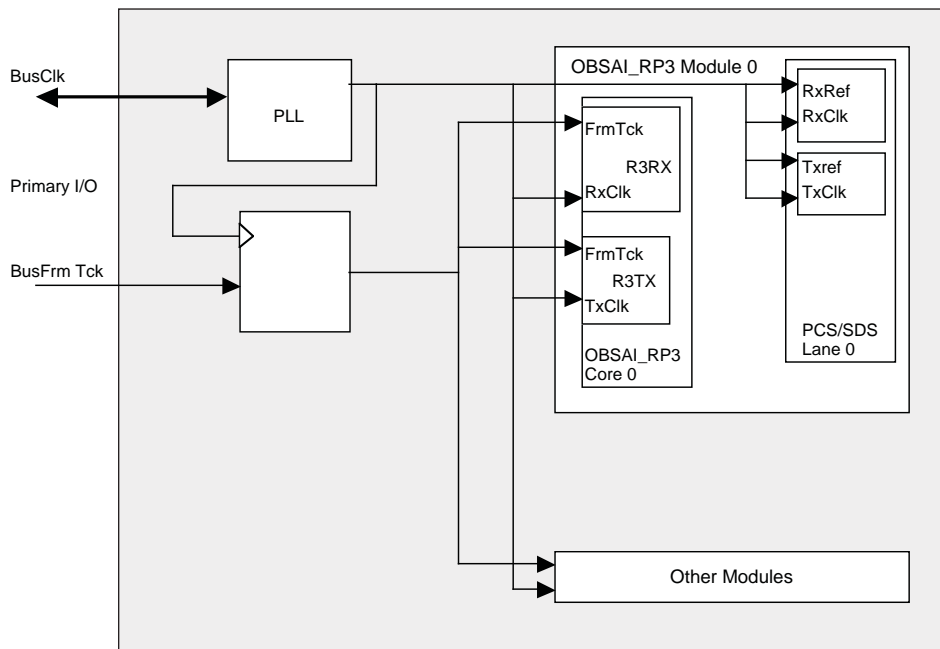 BusClk
Primary I/O
BusFrm Tck
PLL
OBSAI_RP3 Module 0
FrmTck
R3RX
RxClk
FrmTck
R3TX
TxClk
OBSAI_RP3
Core 0
RxRef
RxClk
Txref
TxClk
PCS/SDS
Lane 0
Other Modules